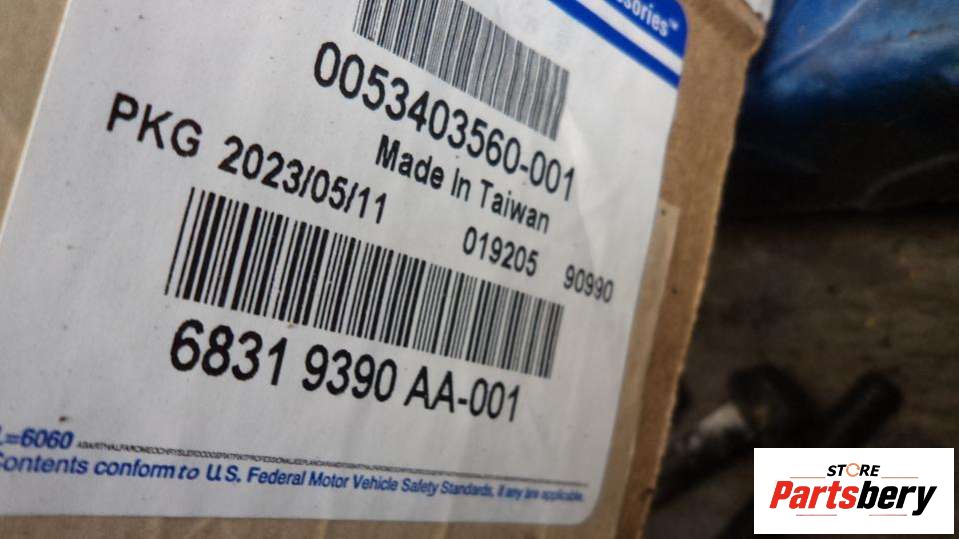 0053403560-001
Made In Taiwan
PKG 2023/05/11
019205 90990
6831 9390 AA-001
=6060
Contents conform to U.S. Federal Motor Vehicle Safety Standards, if any are applicable.
STORE
Partsbery